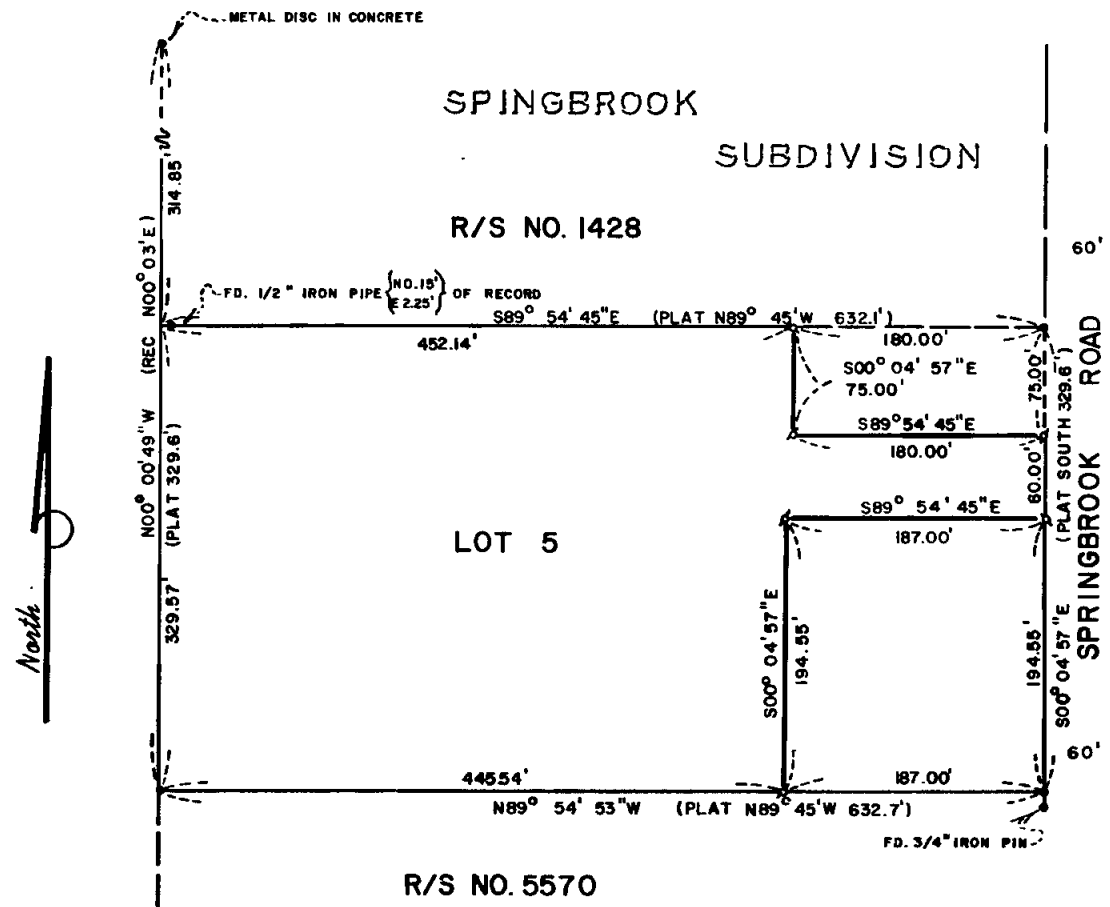 METAL DISC IN CONCRETE
SPINGBROOK
SUBDIVISION
R/S NO. 1428
314.85'
N00° 00' 49" W (REC N00° 03' E)
(PLAT 329.6')
329.57'
FD. 1/2" IRON PIPE {N0.15' E 2.25'} OF RECORD
S89° 54' 45"E (PLAT N89° 45'W 632.1')
452.14'
180.00'
S00° 04' 57"E
75.00'
S89° 54' 45"E
180.00'
S89° 54' 45"E
187.00'
LOT 5
S00° 04' 57"E
194.55'
60'
75.00'
60.00'
(PLAT SOUTH 329.6')
194.55'
S00° 04' 57"E
SPRINGBROOK ROAD
60'
North
445.54'
187.00'
N89° 54' 53"W (PLAT N89° 45'W 632.7')
FD. 3/4" IRON PIN
R/S NO. 5570